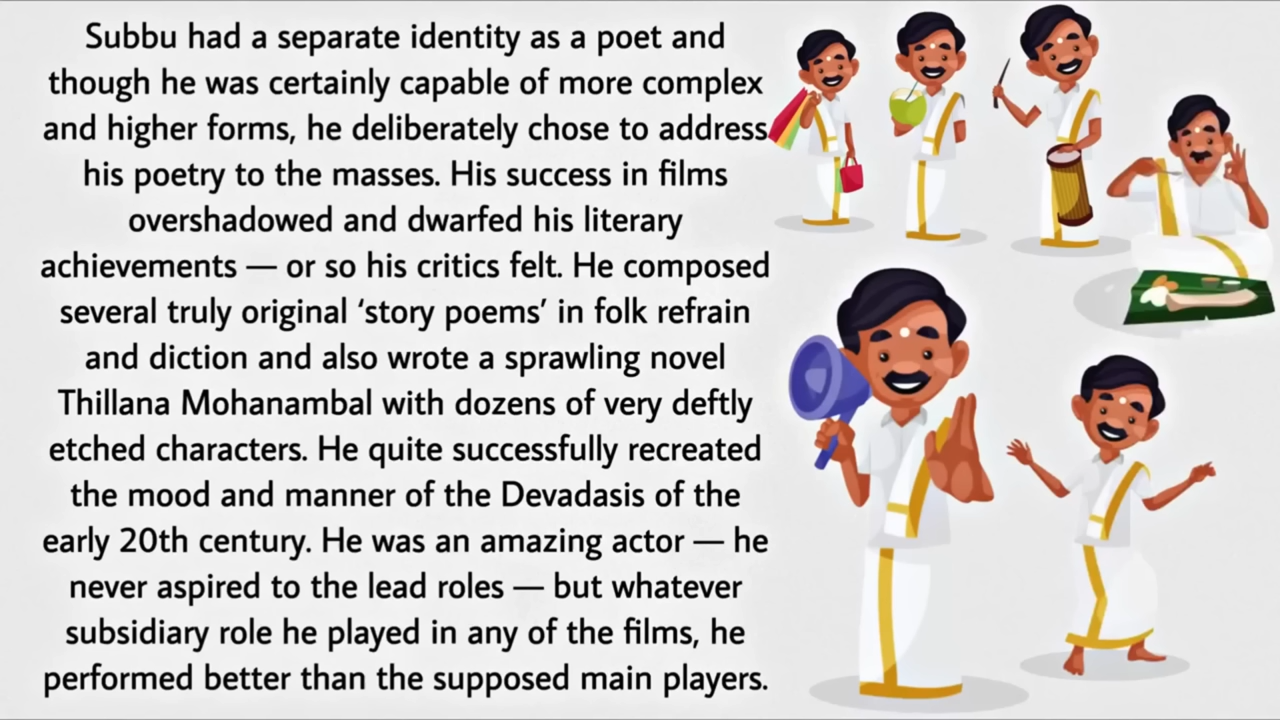 Subbu had a separate identity as a poet and
though he was certainly capable of more complex
and higher forms, he deliberately chose to address
his poetry to the masses. His success in films
overshadowed and dwarfed his literary
achievements — or so his critics felt. He composed
several truly original ‘story poems’ in folk refrain
and diction and also wrote a sprawling novel
Thillana Mohanambal with dozens of very deftly
etched characters. He quite successfully recreated
the mood and manner of the Devadasis of the
early 20th century. He was an amazing actor — he
never aspired to the lead roles — but whatever
subsidiary role he played in any of the films, he
performed better than the supposed main players.